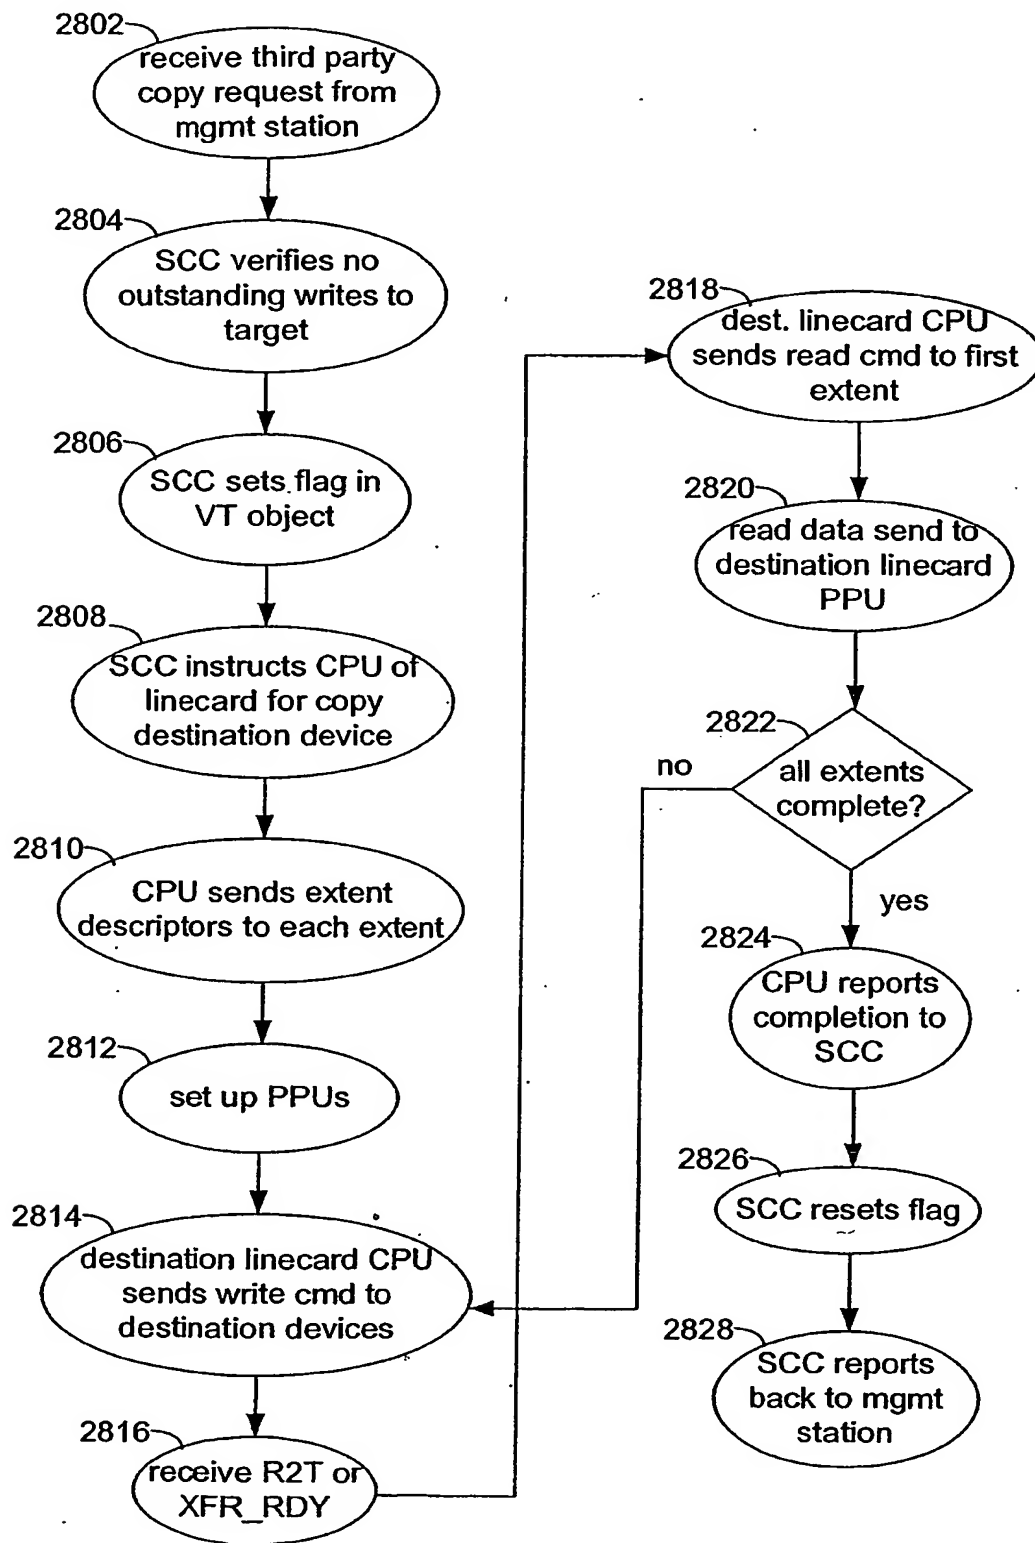 2802
receive third party
copy request from
mgmt station
2804
SCC verifies no
outstanding writes to
target
2806
SCC sets flag in
VT object
2808
SCC instructs CPU of
linecard for copy
destination device
2810
CPU sends extent
descriptors to each extent
2812
set up PPUs
2814
destination linecard CPU
sends write cmd to
destination devices
2816
receive R2T or
XFR_RDY
2818
dest. linecard CPU
sends read cmd to first
extent
2820
read data send to
destination linecard
PPU
2822
all extents
complete?
no
yes
2824
CPU reports
completion to
SCC
2826
SCC resets flag
2828
SCC reports
back to mgmt
station